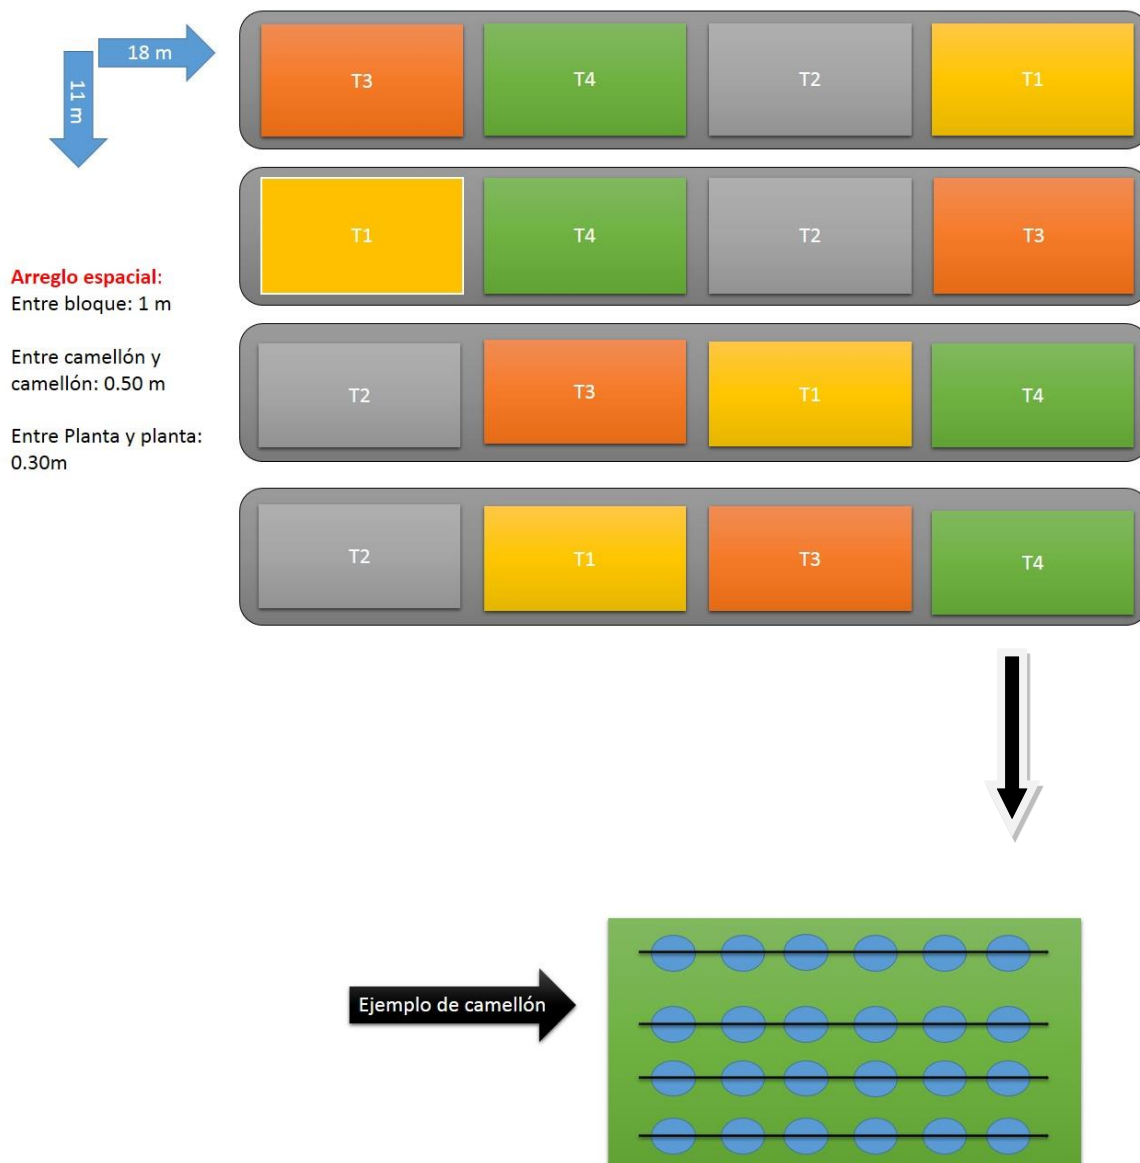 18 m
11 m
T3
T4
T2
T1
T1
T4
T2
T3
Arreglo espacial:
Entre bloque: 1 m
Entre camellón y
camellón: 0.50 m
Entre Planta y planta:
0.30m
T2
T3
T1
T4
T2
T1
T3
T4
Ejemplo de camellón